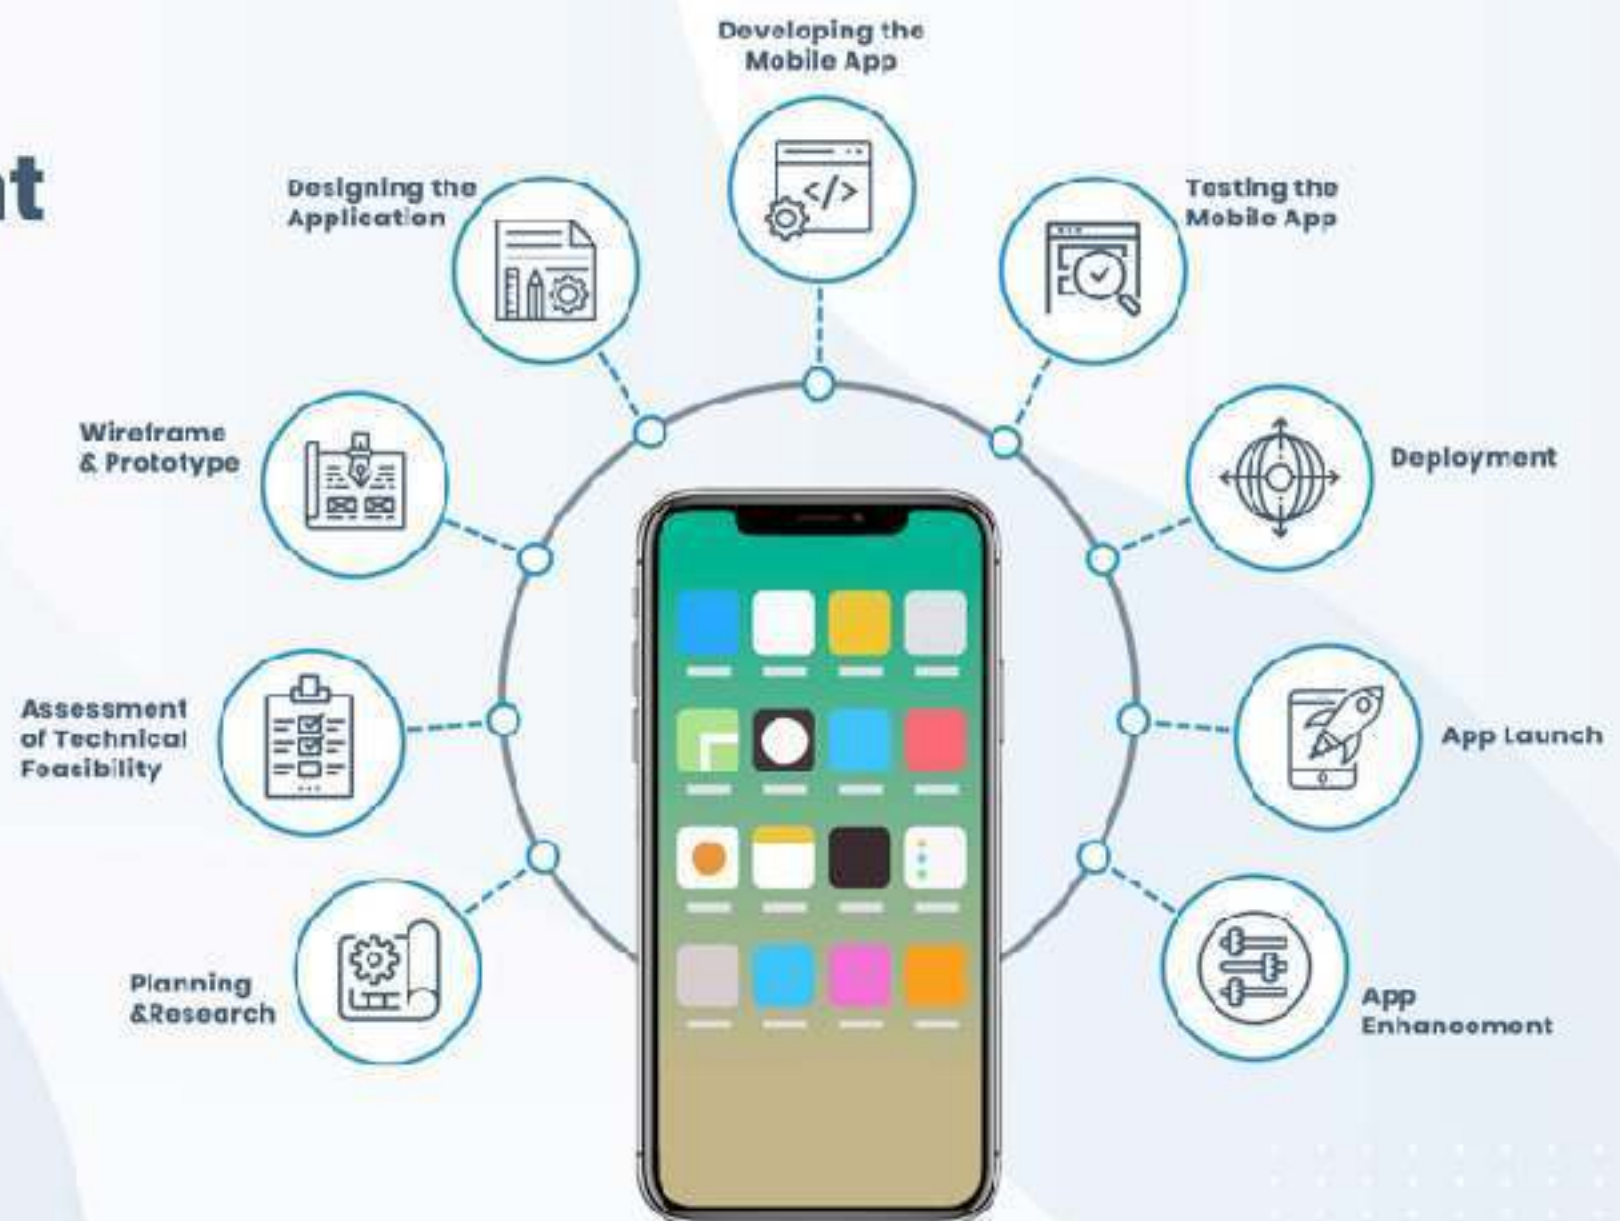 nt
Developing the
Mobile App
Designing the
Application
Testing the
Mobile App
Wireframe
& Prototype
Deployment
Assessment
of Technical
Feasibility
App Launch
Planning
&Research
App
Enhancement